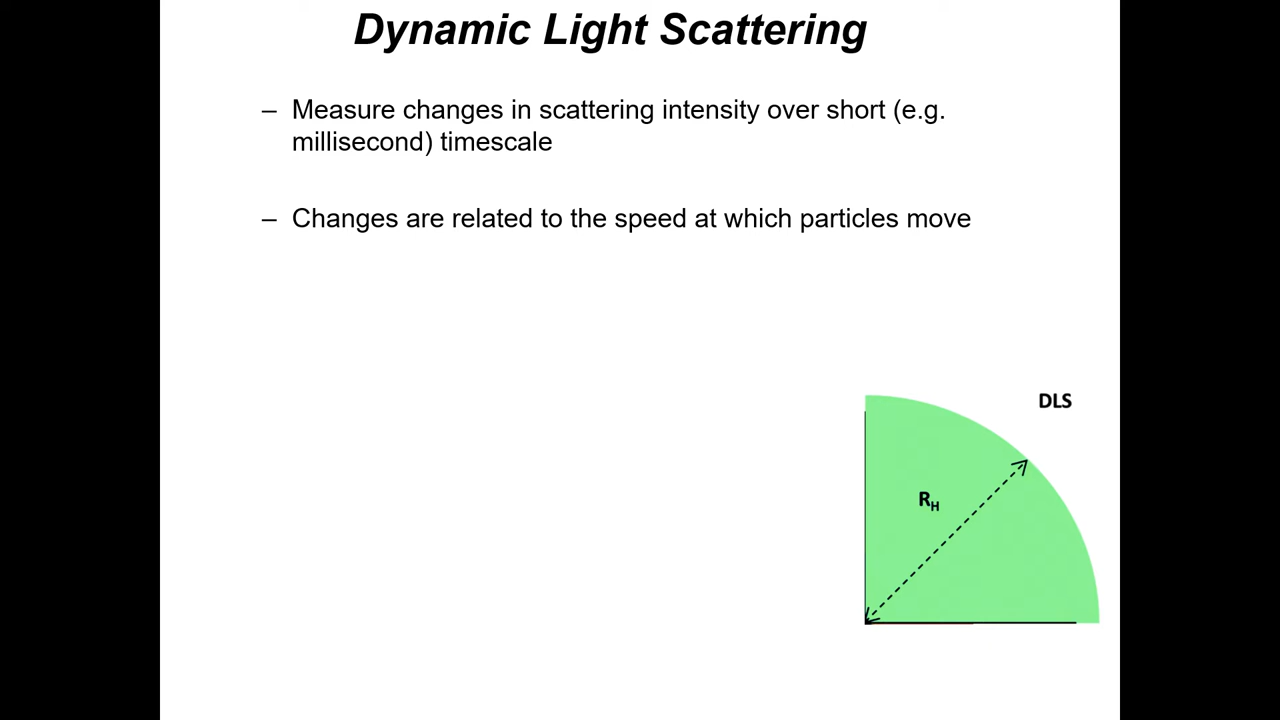 Dynamic Light Scattering
– Measure changes in scattering intensity over short (e.g.
millisecond) timescale
– Changes are related to the speed at which particles move
DLS
RH